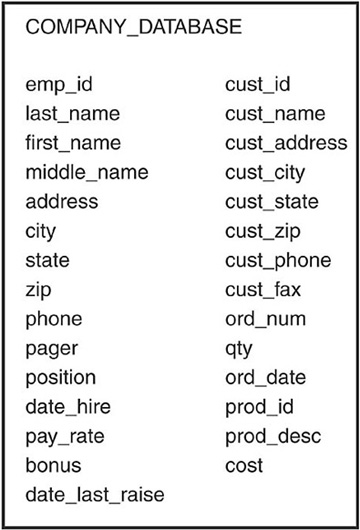 COMPANY_DATABASE
emp_id
last_name
first_name
middle_name
address
city
state
zip
phone
pager
position
date_hire
pay_rate
bonus
date_last_raise
cust_id
cust_name
cust_address
cust_city
cust_state
cust_zip
cust_phone
cust_fax
ord_num
qty
ord_date
prod_id
prod_desc
cost